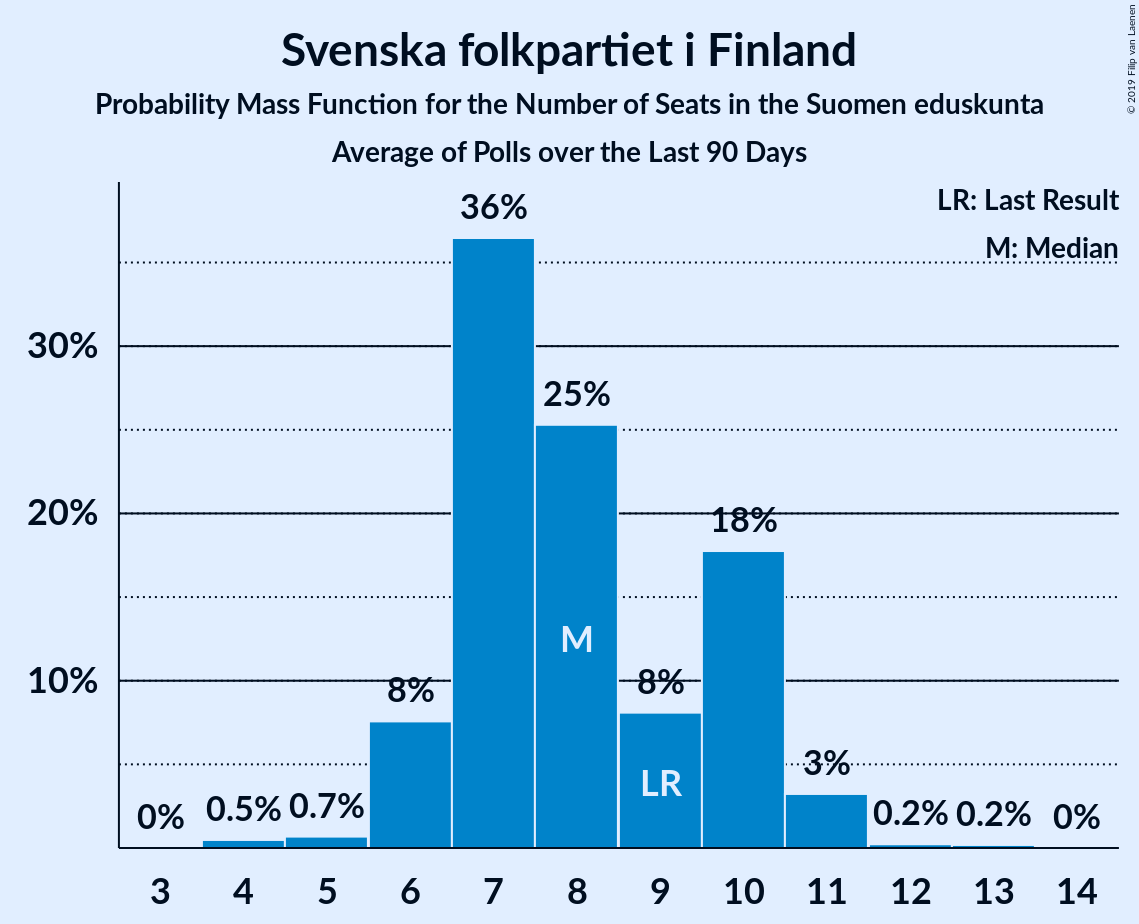 Svenska folkpartiet i Finland
Probability Mass Function for the Number of Seats in the Suomen eduskunta
Average of Polls over the Last 90 Days
© 2019 Filip van Laenen
LR: Last Result
M: Median
36%
30%
25%
20%
18%
M
10%
8%
8%
LR
3%
0%
0.5%
0.7%
0.2%
0.2%
0%
3 4 5 6 7 8 9 10 11 12 13 14